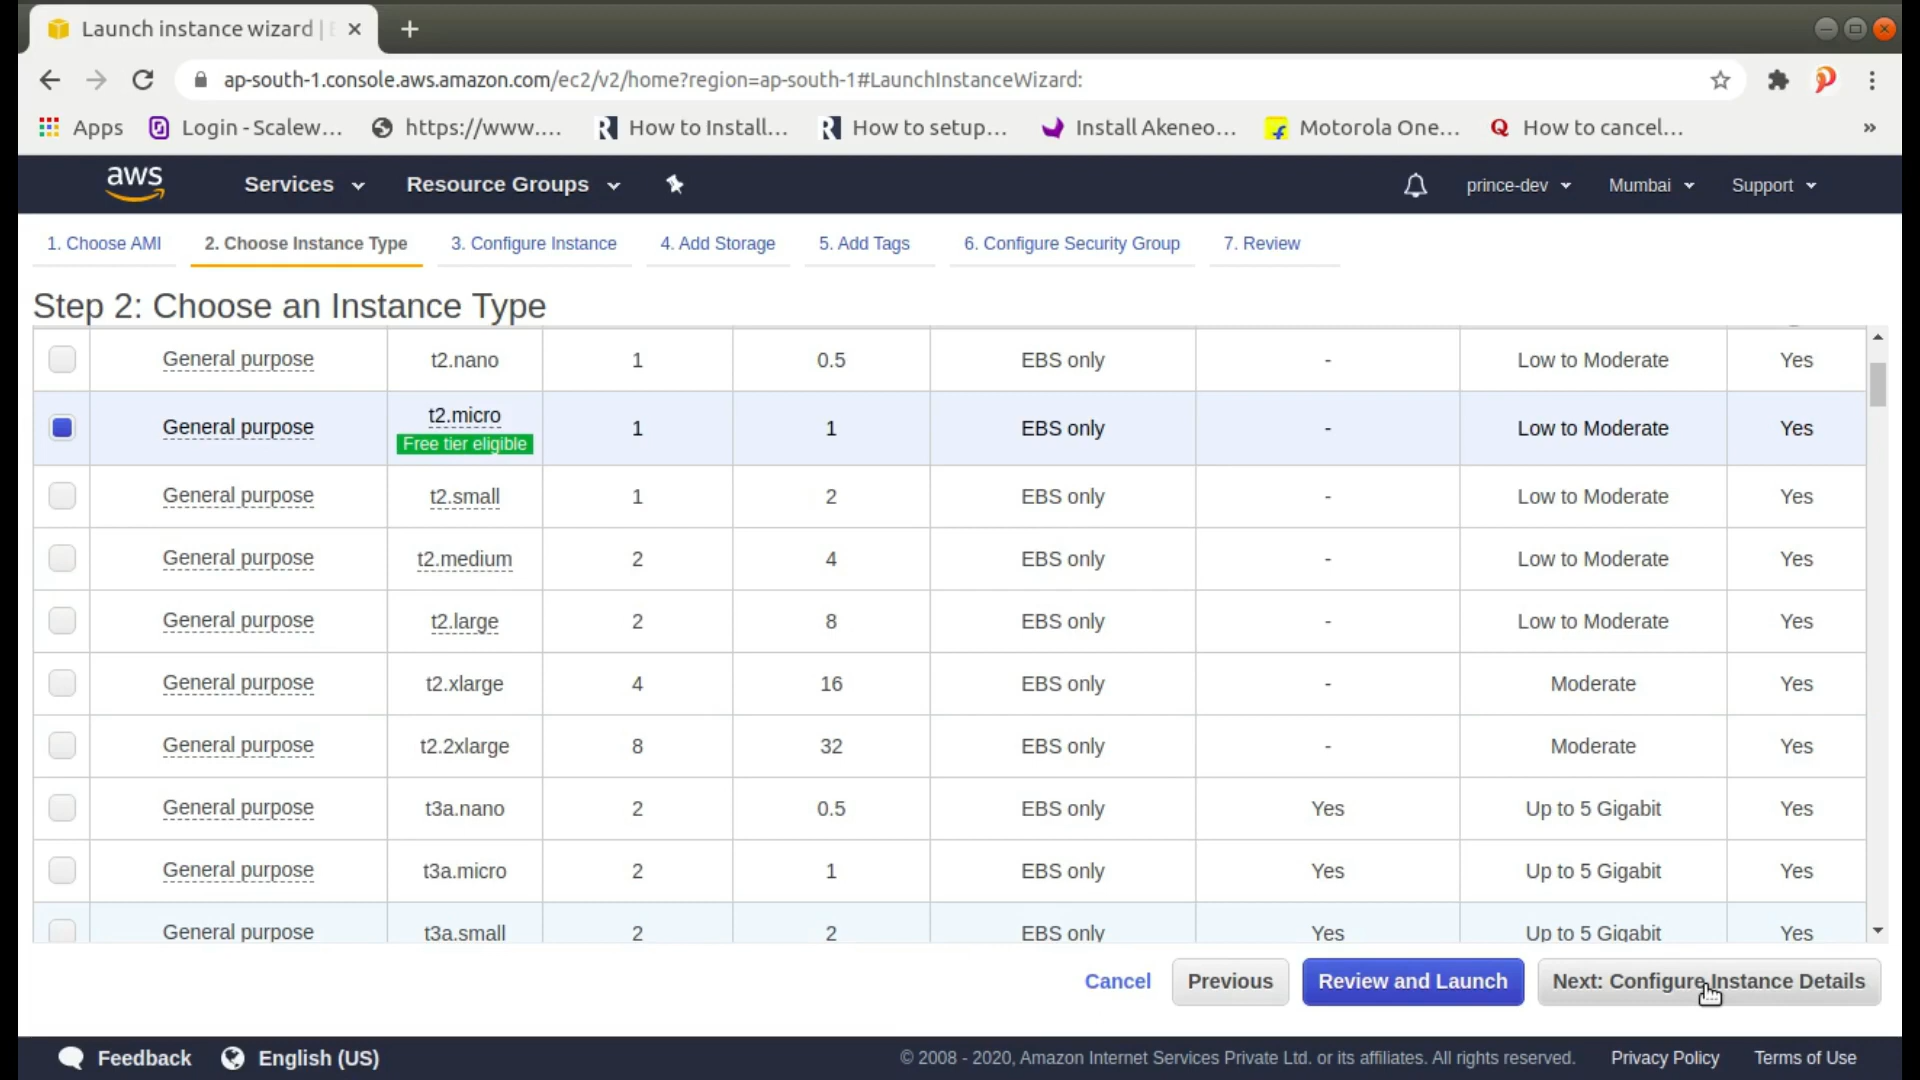 Launch instance wizard |
ap-south-1.console.aws.amazon.com/ec2/v2/home?region=ap-south-1#LaunchInstanceWizard:
Apps Login - Scalew... https://www.... How to Install... How to setup... Install Akeneo... Motorola One... How to cancel... »
aws Services Resource Groups prince-dev Mumbai Support
1. Choose AMI 2. Choose Instance Type 3. Configure Instance 4. Add Storage 5. Add Tags 6. Configure Security Group 7. Review
Step 2: Choose an Instance Type
General purpose t2.nano 1 0.5 EBS only - Low to Moderate Yes
General purpose t2.micro 1 1 EBS only - Low to Moderate Yes
Free tier eligible
General purpose t2.small 1 2 EBS only - Low to Moderate Yes
General purpose t2.medium 2 4 EBS only - Low to Moderate Yes
General purpose t2.large 2 8 EBS only - Low to Moderate Yes
General purpose t2.xlarge 4 16 EBS only - Moderate Yes
General purpose t2.2xlarge 8 32 EBS only - Moderate Yes
General purpose t3a.nano 2 0.5 EBS only Yes Up to 5 Gigabit Yes
General purpose t3a.micro 2 1 EBS only Yes Up to 5 Gigabit Yes
General purpose t3a.small 2 2 EBS only Yes Up to 5 Gigabit Yes
Cancel Previous Review and Launch Next: Configure Instance Details
Feedback English (US) © 2008 - 2020, Amazon Internet Services Private Ltd. or its affiliates. All rights reserved. Privacy Policy Terms of Use